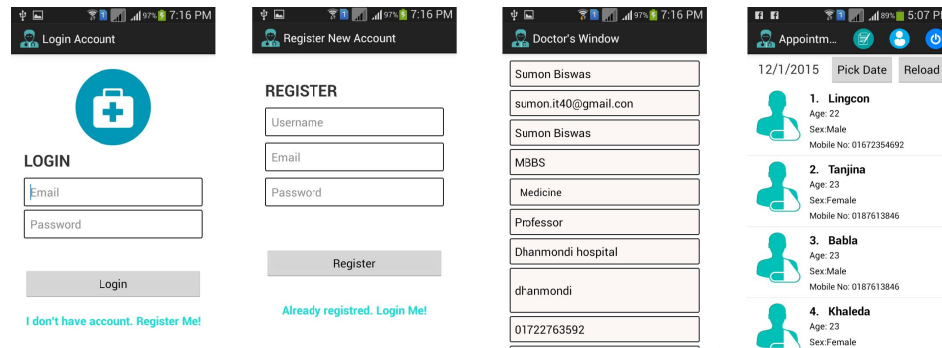 97% 7:16 PM
Login Account
LOGIN
Email
Password
Login
I don't have account. Register Me!
1 97% 7:16 PM
Register New Account
REGISTER
Username
Email
Password
Register
Already registred. Login Me!
1 97% 7:16 PM
Doctor's Window
Sumon Biswas
sumon.it40@gmail.con
Sumon Biswas
MBBS
Medicine
Professor
Dhanmondi hospital
dhanmondi
01722763592
1 89% 5:07 PM
Appointm...
12/1/2015 Pick Date Reload
1. Lingcon
Age: 22
Sex:Male
Mobile No: 01672354692
2. Tanjina
Age: 23
Sex:Female
Mobile No: 0187613846
3. Babla
Age: 23
Sex:Male
Mobile No: 0187613846
4. Khaleda
Age: 23
Sex:Female